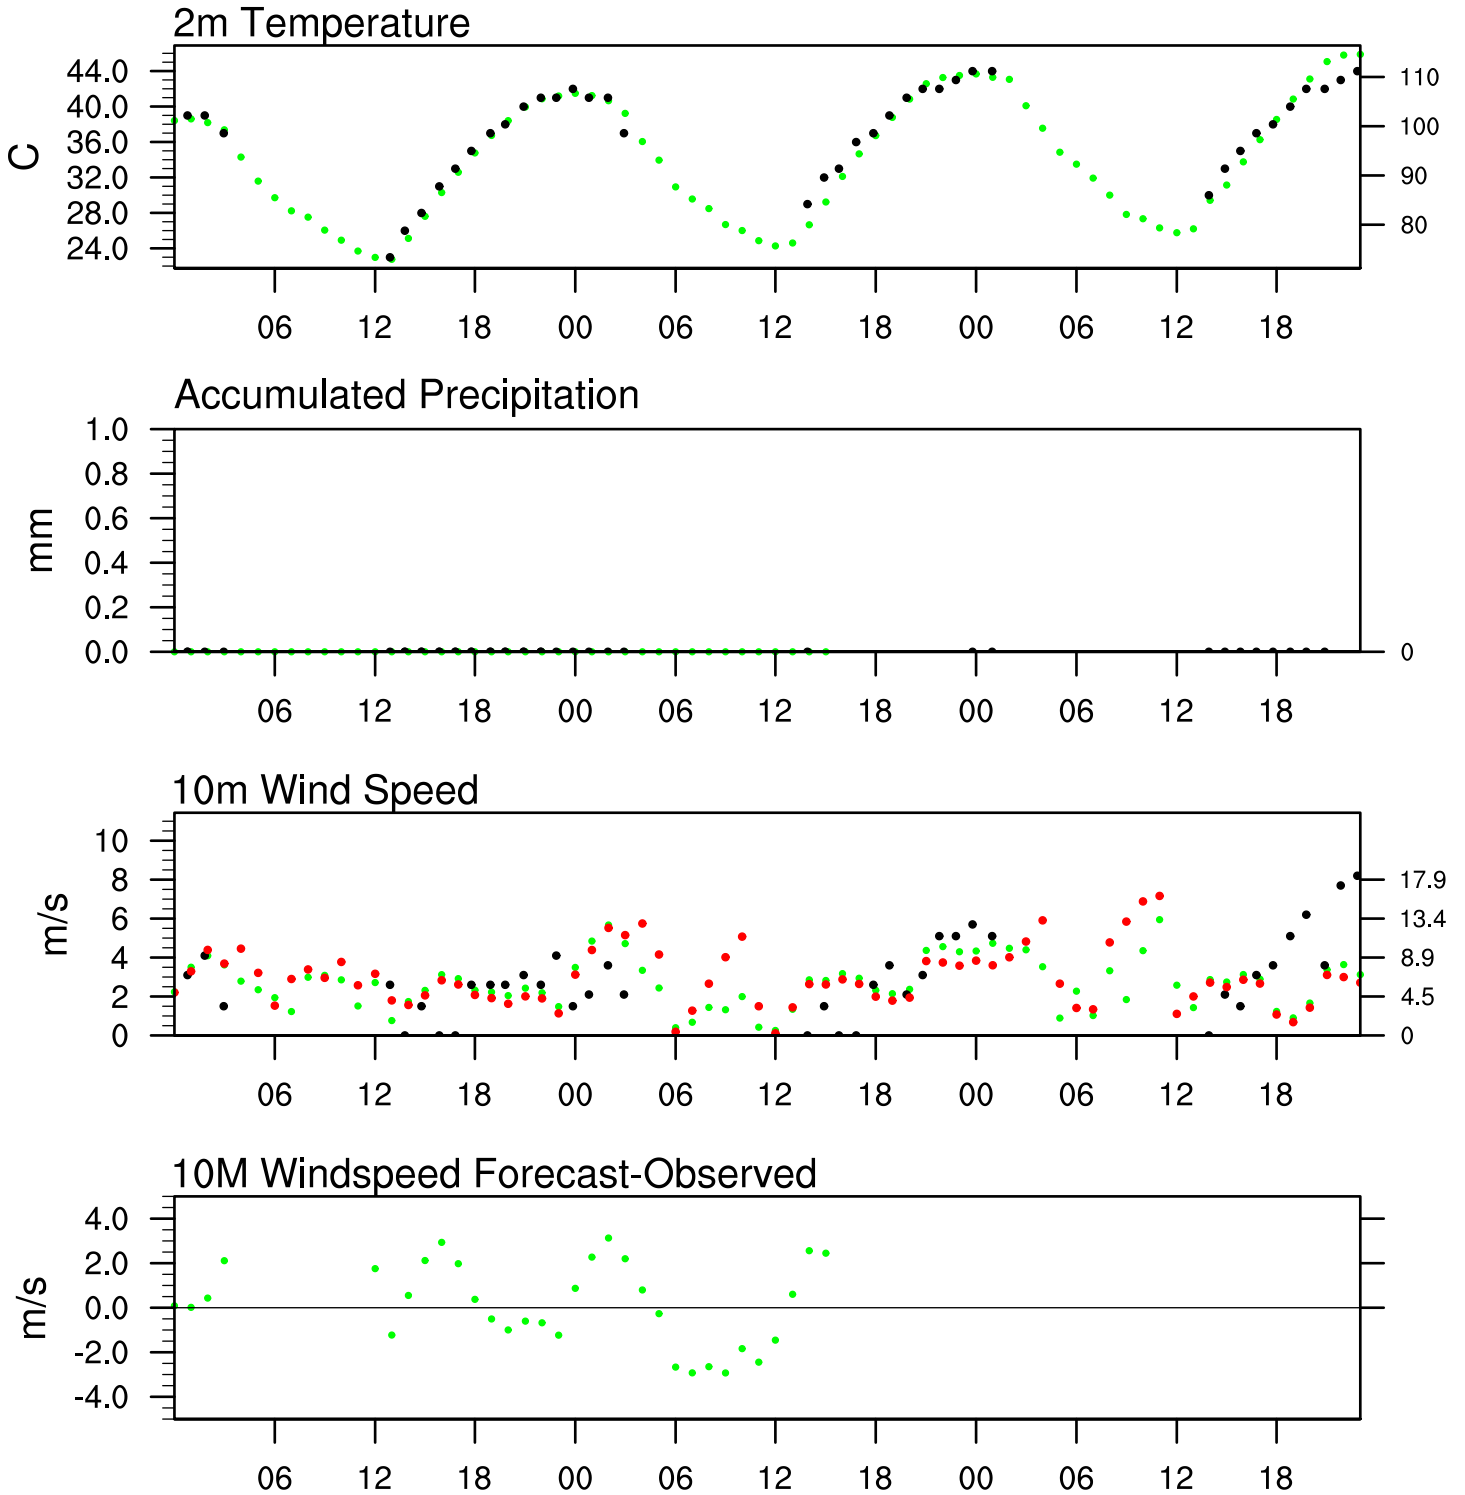 2m Temperature
44.0
40.0
36.0
32.0
28.0
24.0
C
110
100
90
80
06 12 18 00 06 12 18 00 06 12 18
Accumulated Precipitation
1.0
0.8
0.6
0.4
0.2
0.0
mm
0
06 12 18 00 06 12 18 00 06 12 18
10m Wind Speed
10
8
6
4
2
0
m/s
17.9
13.4
8.9
4.5
0
06 12 18 00 06 12 18 00 06 12 18
10M Windspeed Forecast-Observed
4.0
2.0
0.0
-2.0
-4.0
m/s
06 12 18 00 06 12 18 00 06 12 18